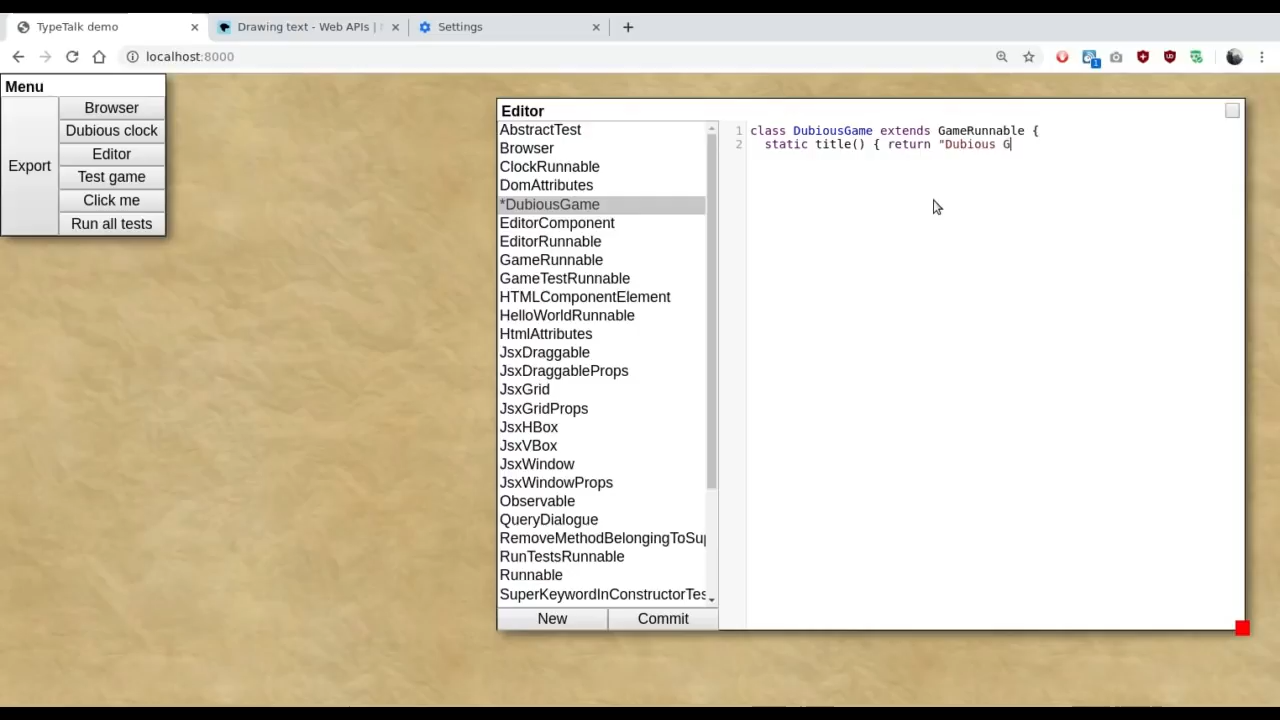 TypeTalk demo
Drawing text - Web APIs |
Settings
localhost:8000
1
Menu
Export
Browser
Dubious clock
Editor
Test game
Click me
Run all tests
Editor
AbstractTest
Browser
ClockRunnable
DomAttributes
*DubiousGame
EditorComponent
EditorRunnable
GameRunnable
GameTestRunnable
HTMLComponentElement
HelloWorldRunnable
HtmlAttributes
JsxDraggable
JsxDraggableProps
JsxGrid
JsxGridProps
JsxHBox
JsxVBox
JsxWindow
JsxWindowProps
Observable
QueryDialogue
RemoveMethodBelongingToSup
RunTestsRunnable
Runnable
SuperKeywordInConstructorTes
New
Commit
1 class DubiousGame extends GameRunnable {
2 static title() { return "Dubious G